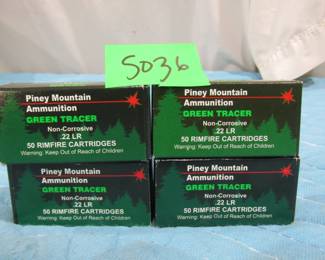 5036
Piney Mountain
Ammunition
GREEN TRACER
Non-Corrosive
.22 LR
50 RIMFIRE CARTRIDGES
Warning: Keep Out of Reach of Children
Piney Mountain
Ammunition
GREEN TRACER
Non-Corrosive
.22 LR
50 RIMFIRE CARTRIDGES
Warning: Keep Out of Reach of Children
Piney Mountain
Ammunition
GREEN TRACER
Non-Corrosive
.22 LR
50 RIMFIRE CARTRIDGES
Warning: Keep Out of Reach of Children
Piney Mountain
Ammunition
GREEN TRACER
Non-Corrosive
.22 LR
50 RIMFIRE CARTRIDGES
Warning: Keep Out of Reach of Children